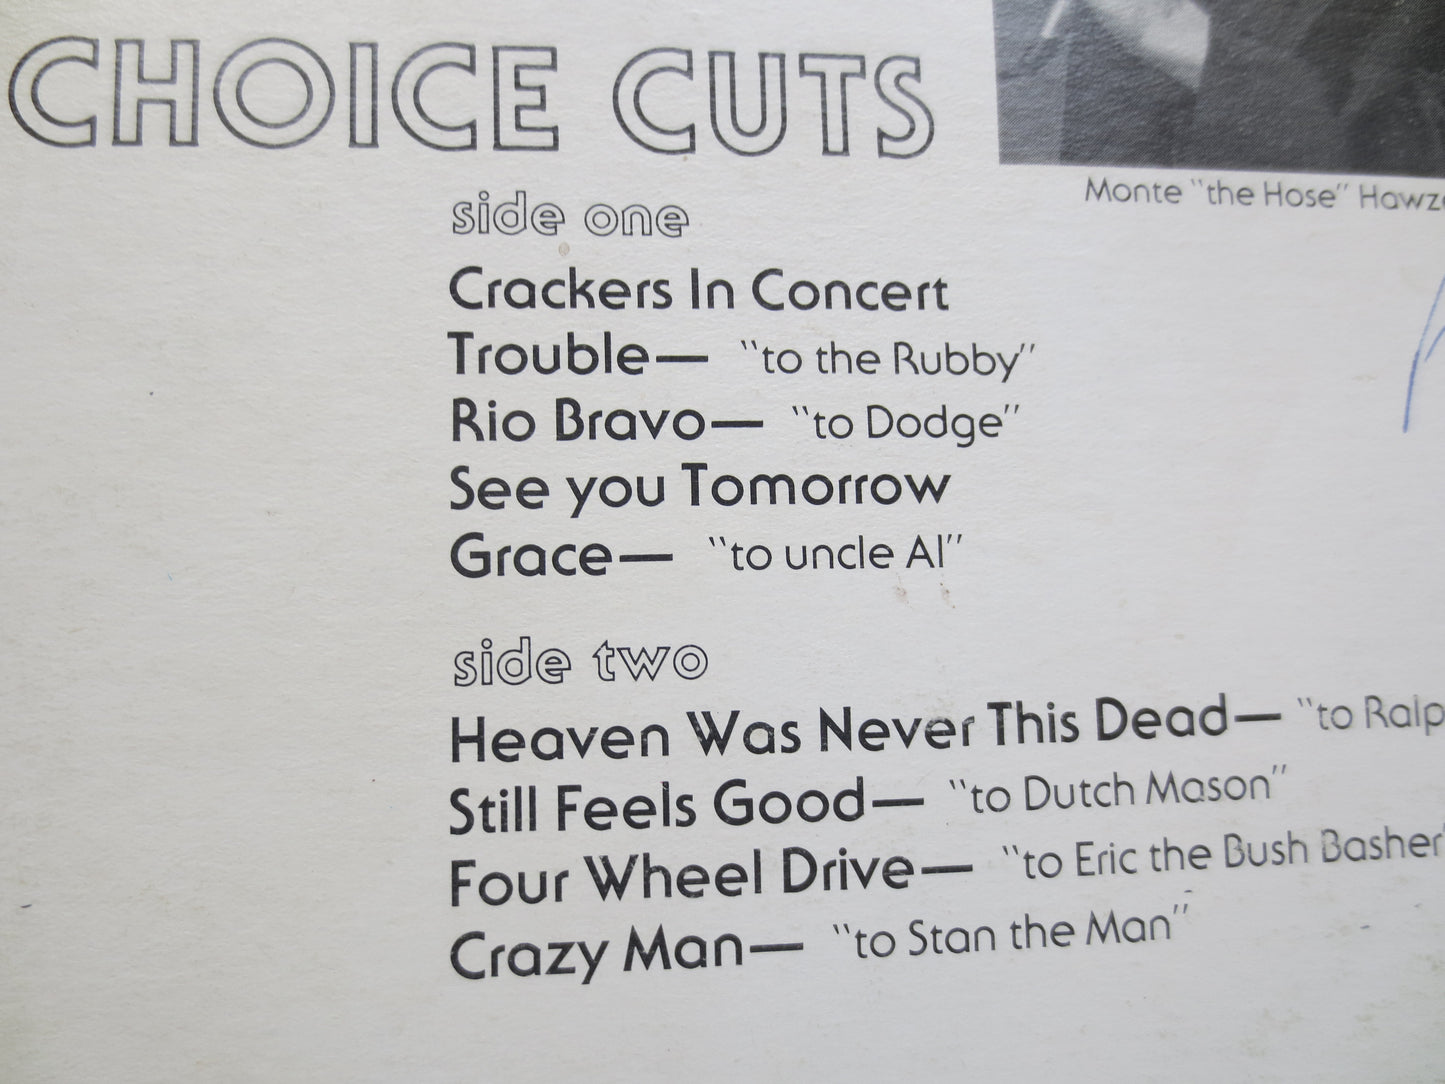 CHOICE CUTS
Monte "the Hose"
side one
Crackers In Concert
Trouble— "to the Rubby"
Rio Bravo— "to Dodge"
See you Tomorrow
Grace— "to uncle Al"
side two
Heaven Was Never This Dead— "to
Still Feels Good— "to Dutch Mason"
Four Wheel Drive— "to Eric the Bush Basher"
Crazy Man— "to Stan the Man"